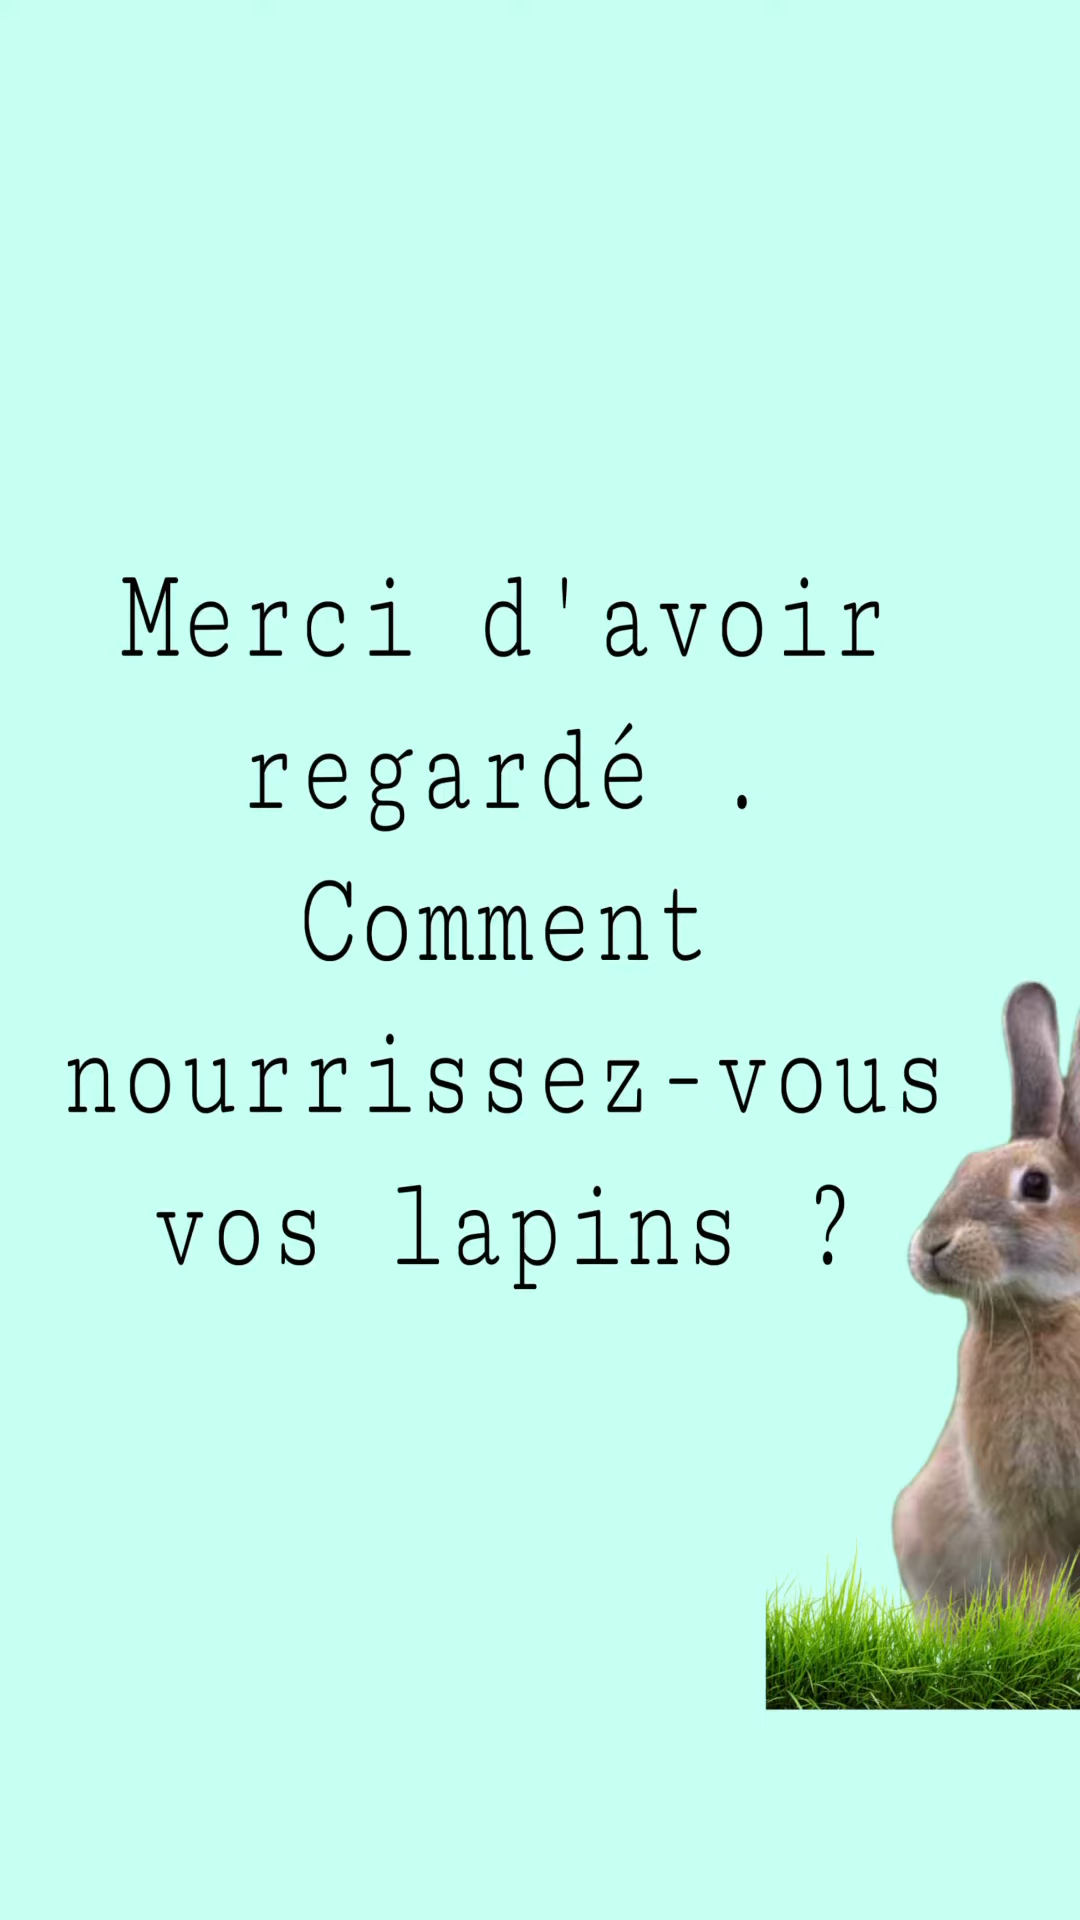 Merci d'avoir
regardé .
Comment
nourrissez-vous
vos lapins ?